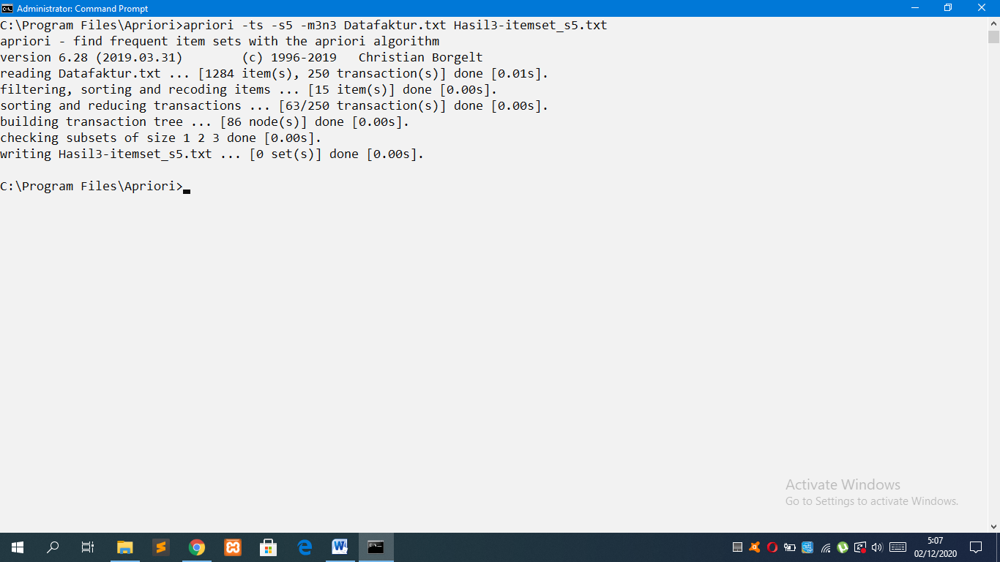 Administrator: Command Prompt
C:\Program Files\Apriori>apriori -ts -s5 -m3n3 Datafaktur.txt Hasil3-itemset_s5.txt
apriori - find frequent item sets with the apriori algorithm
version 6.28 (2019.03.31)        (c) 1996-2019   Christian Borgelt
reading Datafaktur.txt ... [1284 item(s), 250 transaction(s)] done [0.01s].
filtering, sorting and recoding items ... [15 item(s)] done [0.00s].
sorting and reducing transactions ... [63/250 transaction(s)] done [0.00s].
building transaction tree ... [86 node(s)] done [0.00s].
checking subsets of size 1 2 3 done [0.00s].
writing Hasil3-itemset_s5.txt ... [0 set(s)] done [0.00s].
C:\Program Files\Apriori>
Activate Windows
Go to Settings to activate Windows.
5:07
02/12/2020